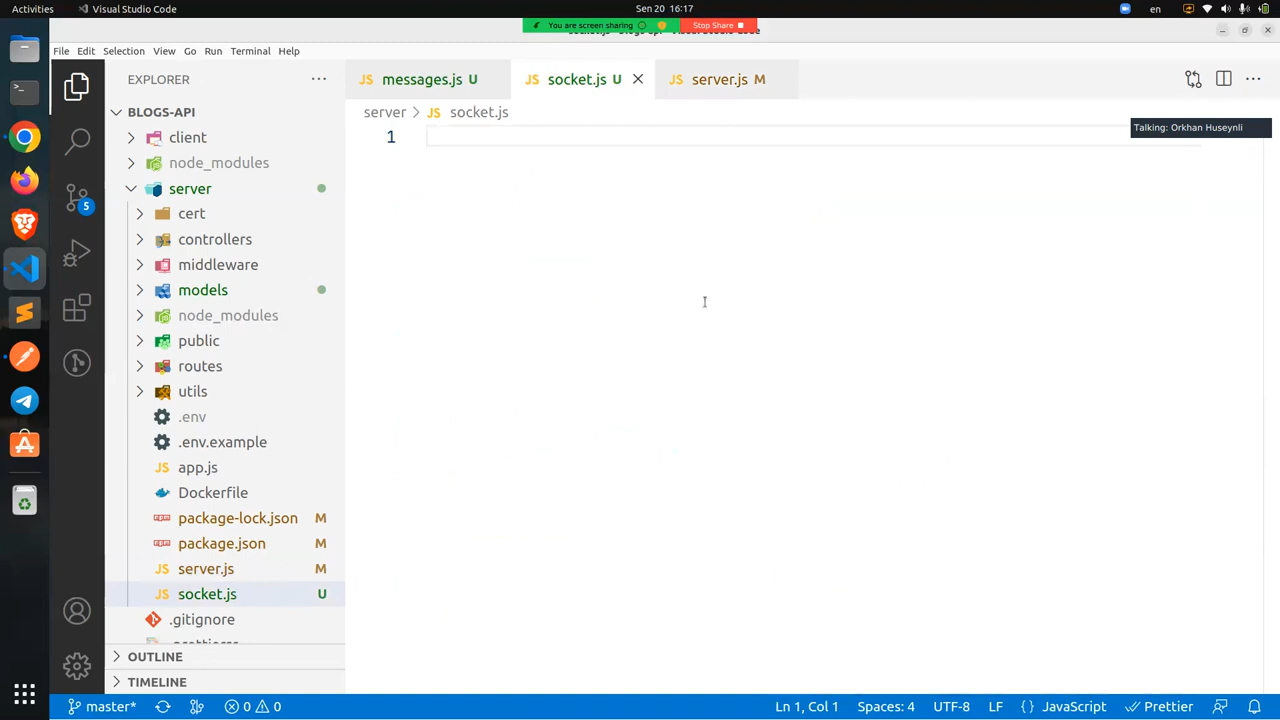 Activities
Visual Studio Code
Sen 20 16:17
en
You are screen sharing
Stop Share
File Edit Selection View Go Run Terminal Help
EXPLORER
messages.js U
socket.js U
server.js M
BLOGS-API
server > socket.js
Talking: Orkhan Huseynli
1
client
node_modules
server
cert
controllers
middleware
models
node_modules
public
routes
utils
.env
.env.example
app.js
Dockerfile
package-lock.json M
package.json M
server.js M
socket.js U
.gitignore
OUTLINE
TIMELINE
5
master*
0 0
Ln 1, Col 1
Spaces: 4
UTF-8
LF
{ } JavaScript
Prettier